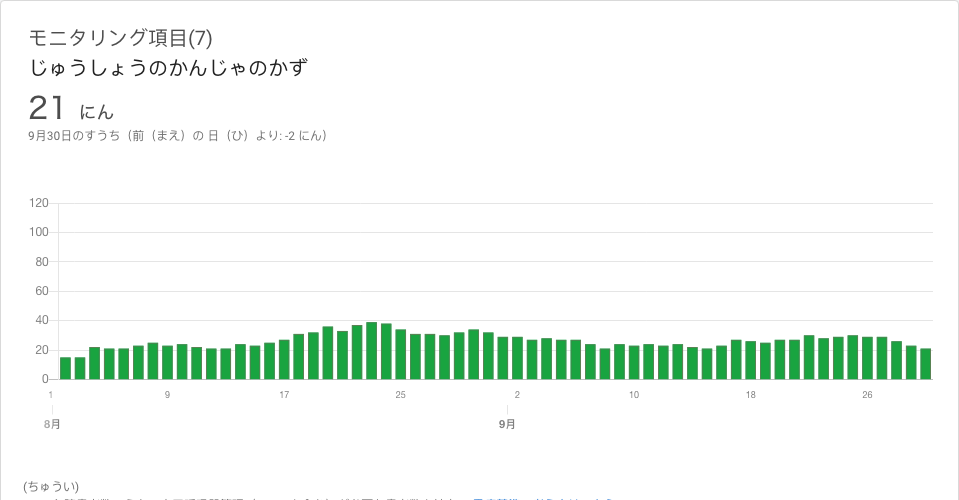 モニタリング項目(7)
じゅうしょうのかんじゃのかず
21 にん
9月30日のすうち（前（まえ）の 日（ひ）より: -2 にん）
120
100
80
60
40
20
0
1 9 17 25 2 10 18 26
8月 9月
(ちゅうい)